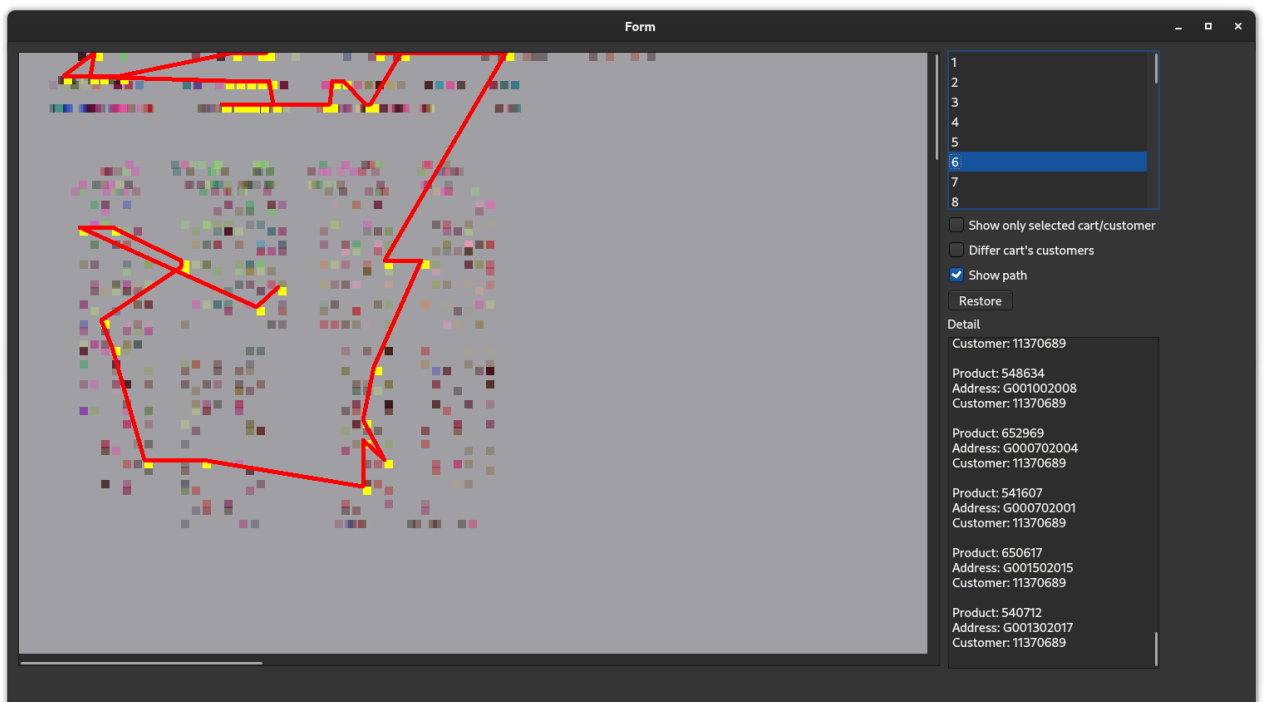 Form
1
2
3
4
5
6
7
8
Show only selected cart/customer
Differ cart's customers
Show path
Restore
Detail
Customer: 11370689
Product: 548634
Address: G001002008
Customer: 11370689
Product: 652969
Address: G000702004
Customer: 11370689
Product: 541607
Address: G000702001
Customer: 11370689
Product: 650617
Address: G001502015
Customer: 11370689
Product: 540712
Address: G001302017
Customer: 11370689